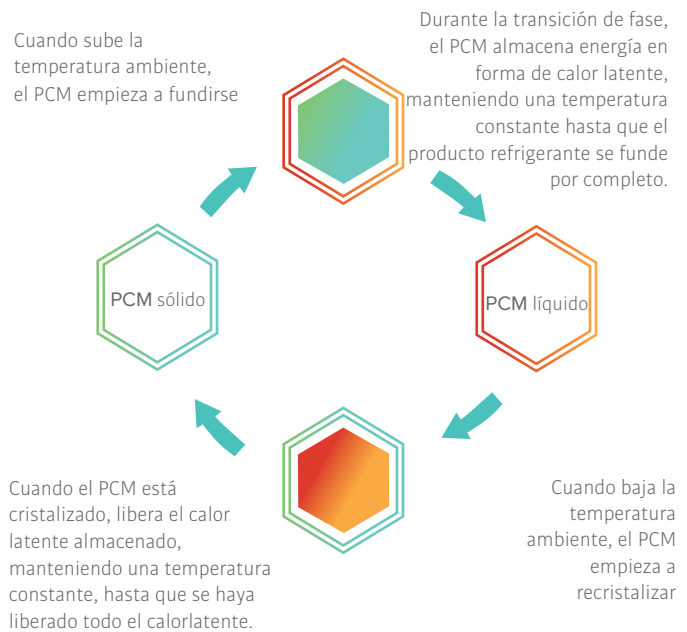 Cuando sube la
temperatura ambiente,
el PCM empieza a fundirse
Durante la transición de fase,
el PCM almacena energía en
forma de calor latente,
manteniendo una temperatura
constante hasta que el
producto refrigerante se funde
por completo.
PCM sólido
PCM líquido
Cuando el PCM está
cristalizado, libera el calor
latente almacenado,
manteniendo una temperatura
constante, hasta que se haya
liberado todo el calorlatente.
Cuando baja la
temperatura
ambiente, el PCM
empieza a
recristalizar